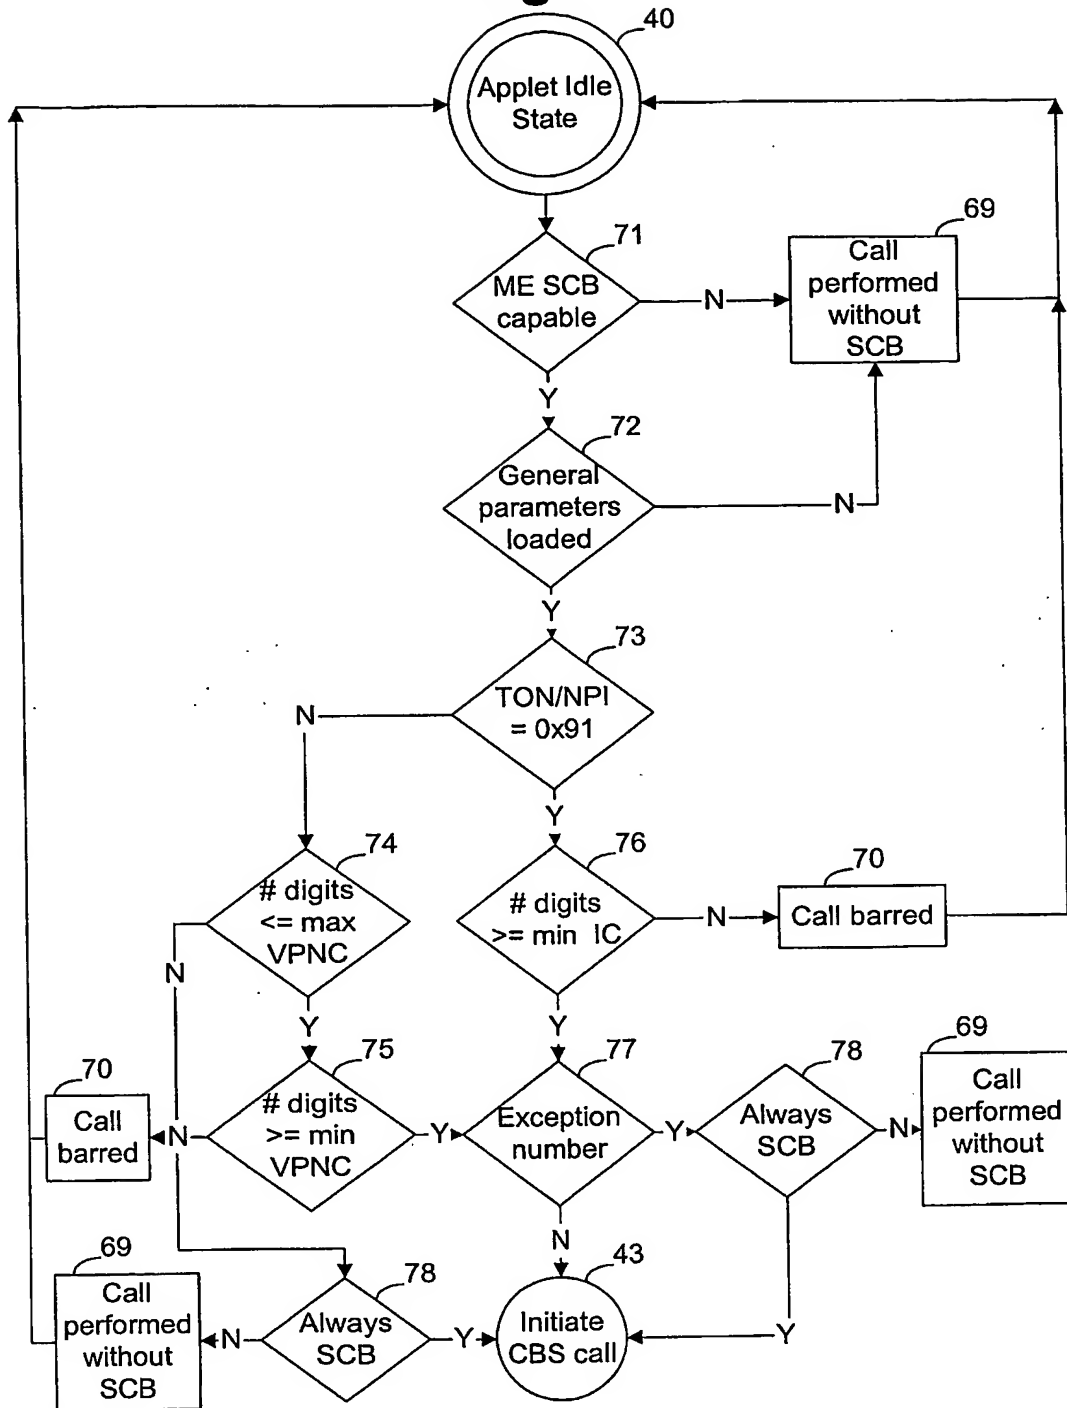 40
Applet Idle
State
71
ME SCB
capable
N
69
Call
performed
without
SCB
Y
72
General
parameters
loaded
N
Y
73
TON/NPI
= 0x91
N
Y
74
# digits
<= max
VPNC
N
Y
76
# digits
>= min IC
N
70
Call barred
Y
70
Call
barred
N
75
# digits
>= min
VPNC
Y
77
Exception
number
Y
78
Always
SCB
N
69
Call
performed
without
SCB
N
Y
69
Call
performed
without
SCB
N
78
Always
SCB
Y
43
Initiate
CBS call